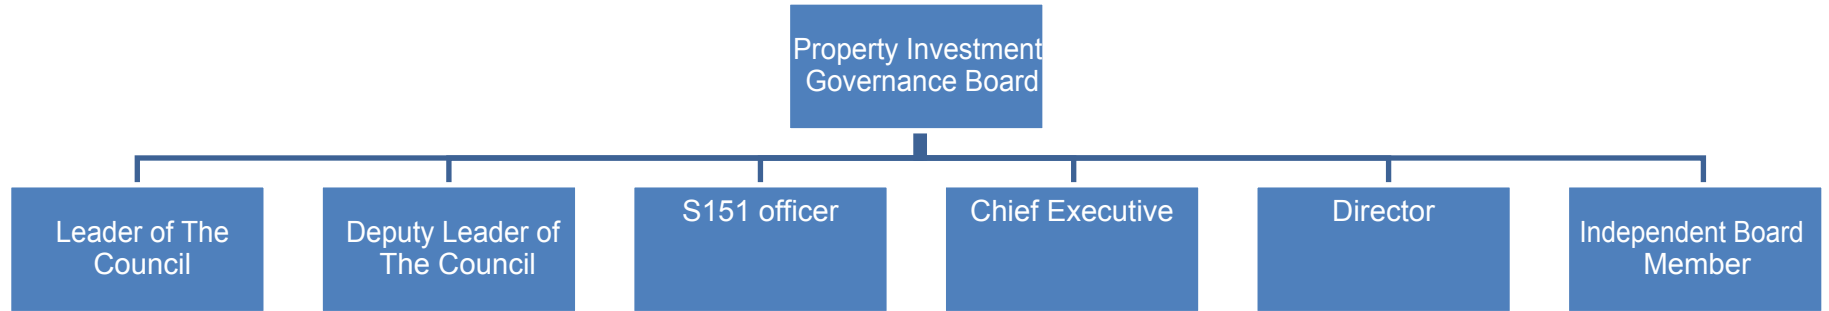 Property Investment
Governance Board
Leader of The
Council
Deputy Leader of
The Council
S151 officer
Chief Executive
Director
Independent Board
Member